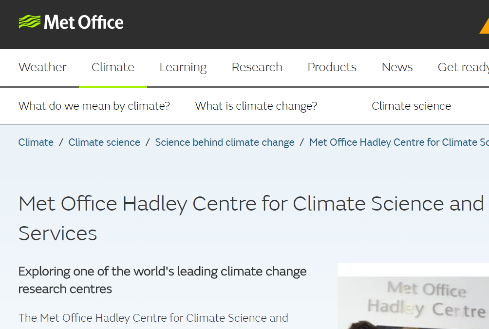 Met Office
Weather Climate Learning Research Products News Get ready
What do we mean by climate? What is climate change? Climate science
Climate / Climate science / Science behind climate change / Met Office Hadley Centre for Climate Sc
Met Office Hadley Centre for Climate Science and
Services
Exploring one of the world's leading climate change
research centres
The Met Office Hadley Centre for Climate Science and
Met Office
Hadley Centre